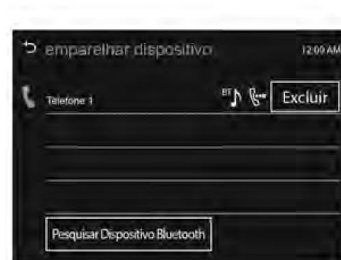 emparelhar dispositivo 12:00 AM
Telefone 1 BT Excluir
Pesquisar Dispositivo Bluetooth